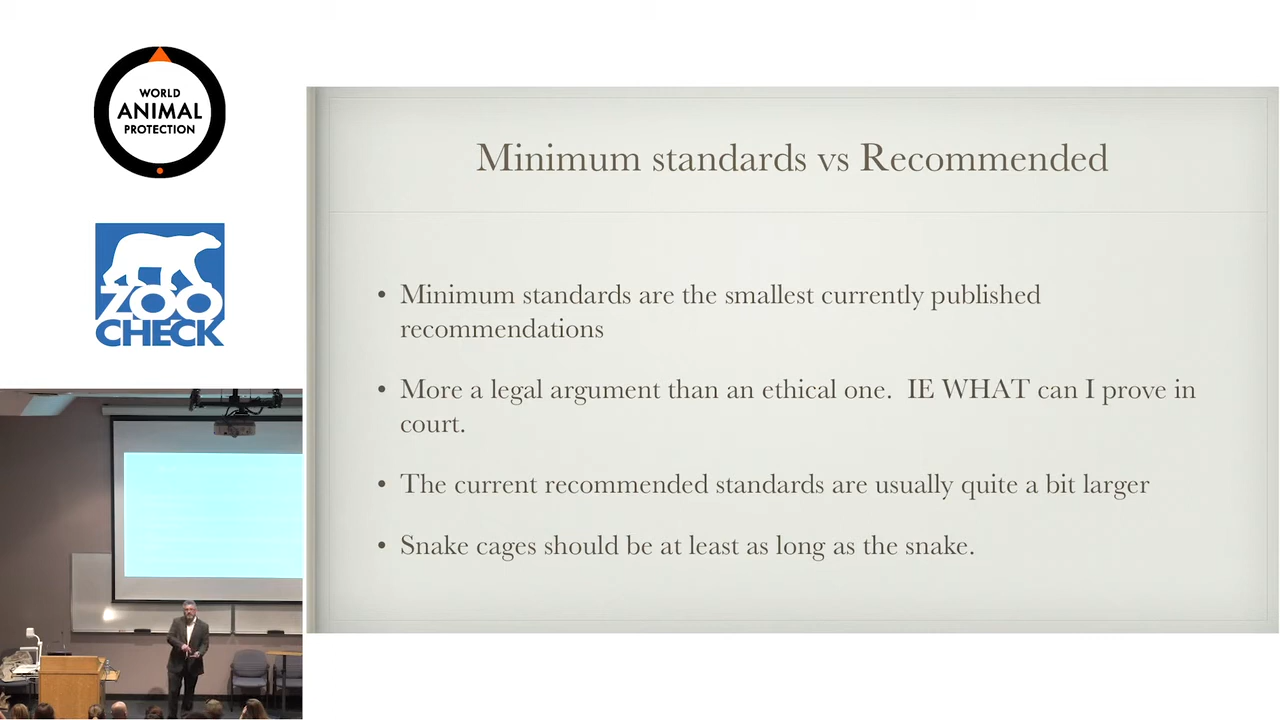 WORLD
ANIMAL
PROTECTION
ZOO
CHECK
Minimum standards vs Recommended
• Minimum standards are the smallest currently published
recommendations
• More a legal argument than an ethical one. IE WHAT can I prove in
court.
• The current recommended standards are usually quite a bit larger
• Snake cages should be at least as long as the snake.